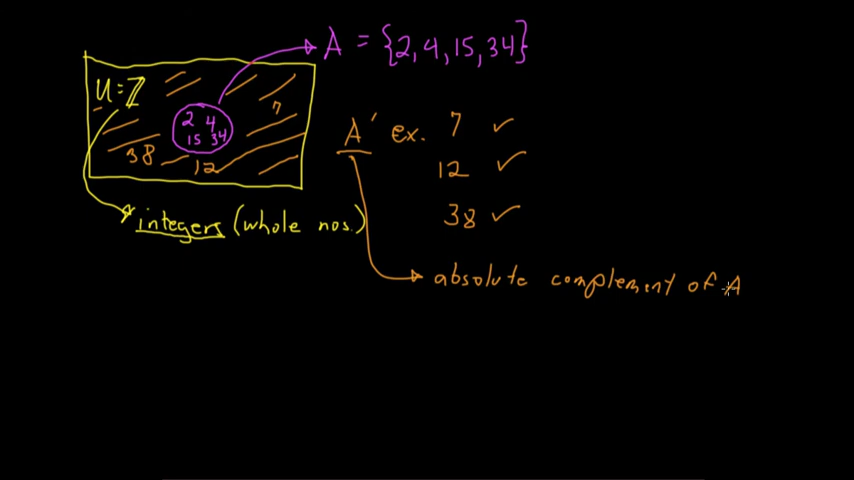 A = {2, 4, 15, 34}
U = ℤ
2 4
15 34
7
38
12
A' ex. 7 ✓
12 ✓
38 ✓
integers (whole nos.)
absolute complement of A